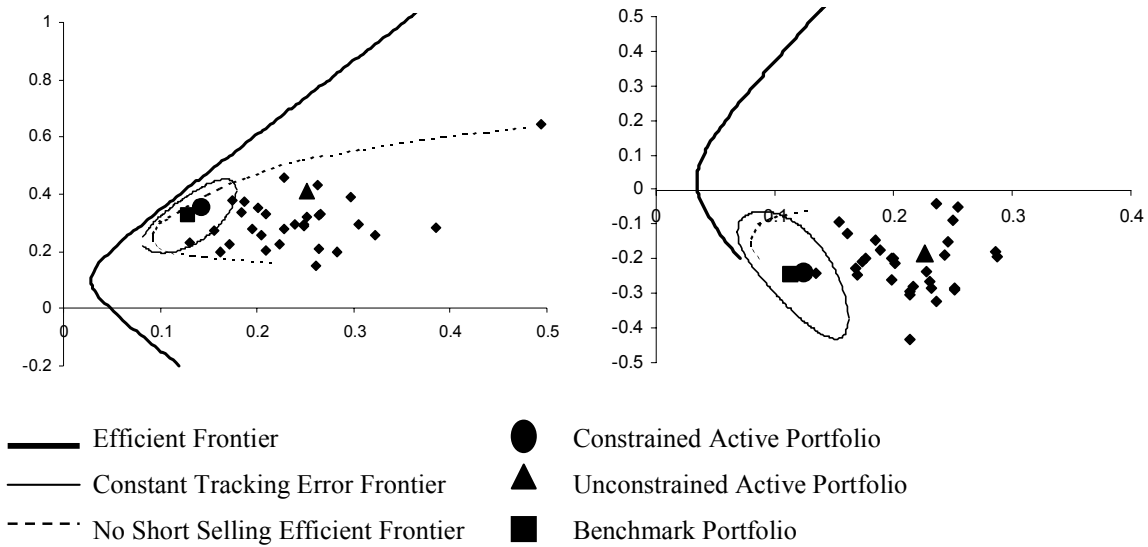 1
0.8
0.6
0.4
0.2
0
-0.2
0 0.1 0.2 0.3 0.4 0.5
0.5
0.4
0.3
0.2
0.1
0
-0.1
-0.2
-0.3
-0.4
-0.5
0 0.1 0.2 0.3 0.4
Efficient Frontier
Constrained Active Portfolio
Constant Tracking Error Frontier
Unconstrained Active Portfolio
No Short Selling Efficient Frontier
Benchmark Portfolio